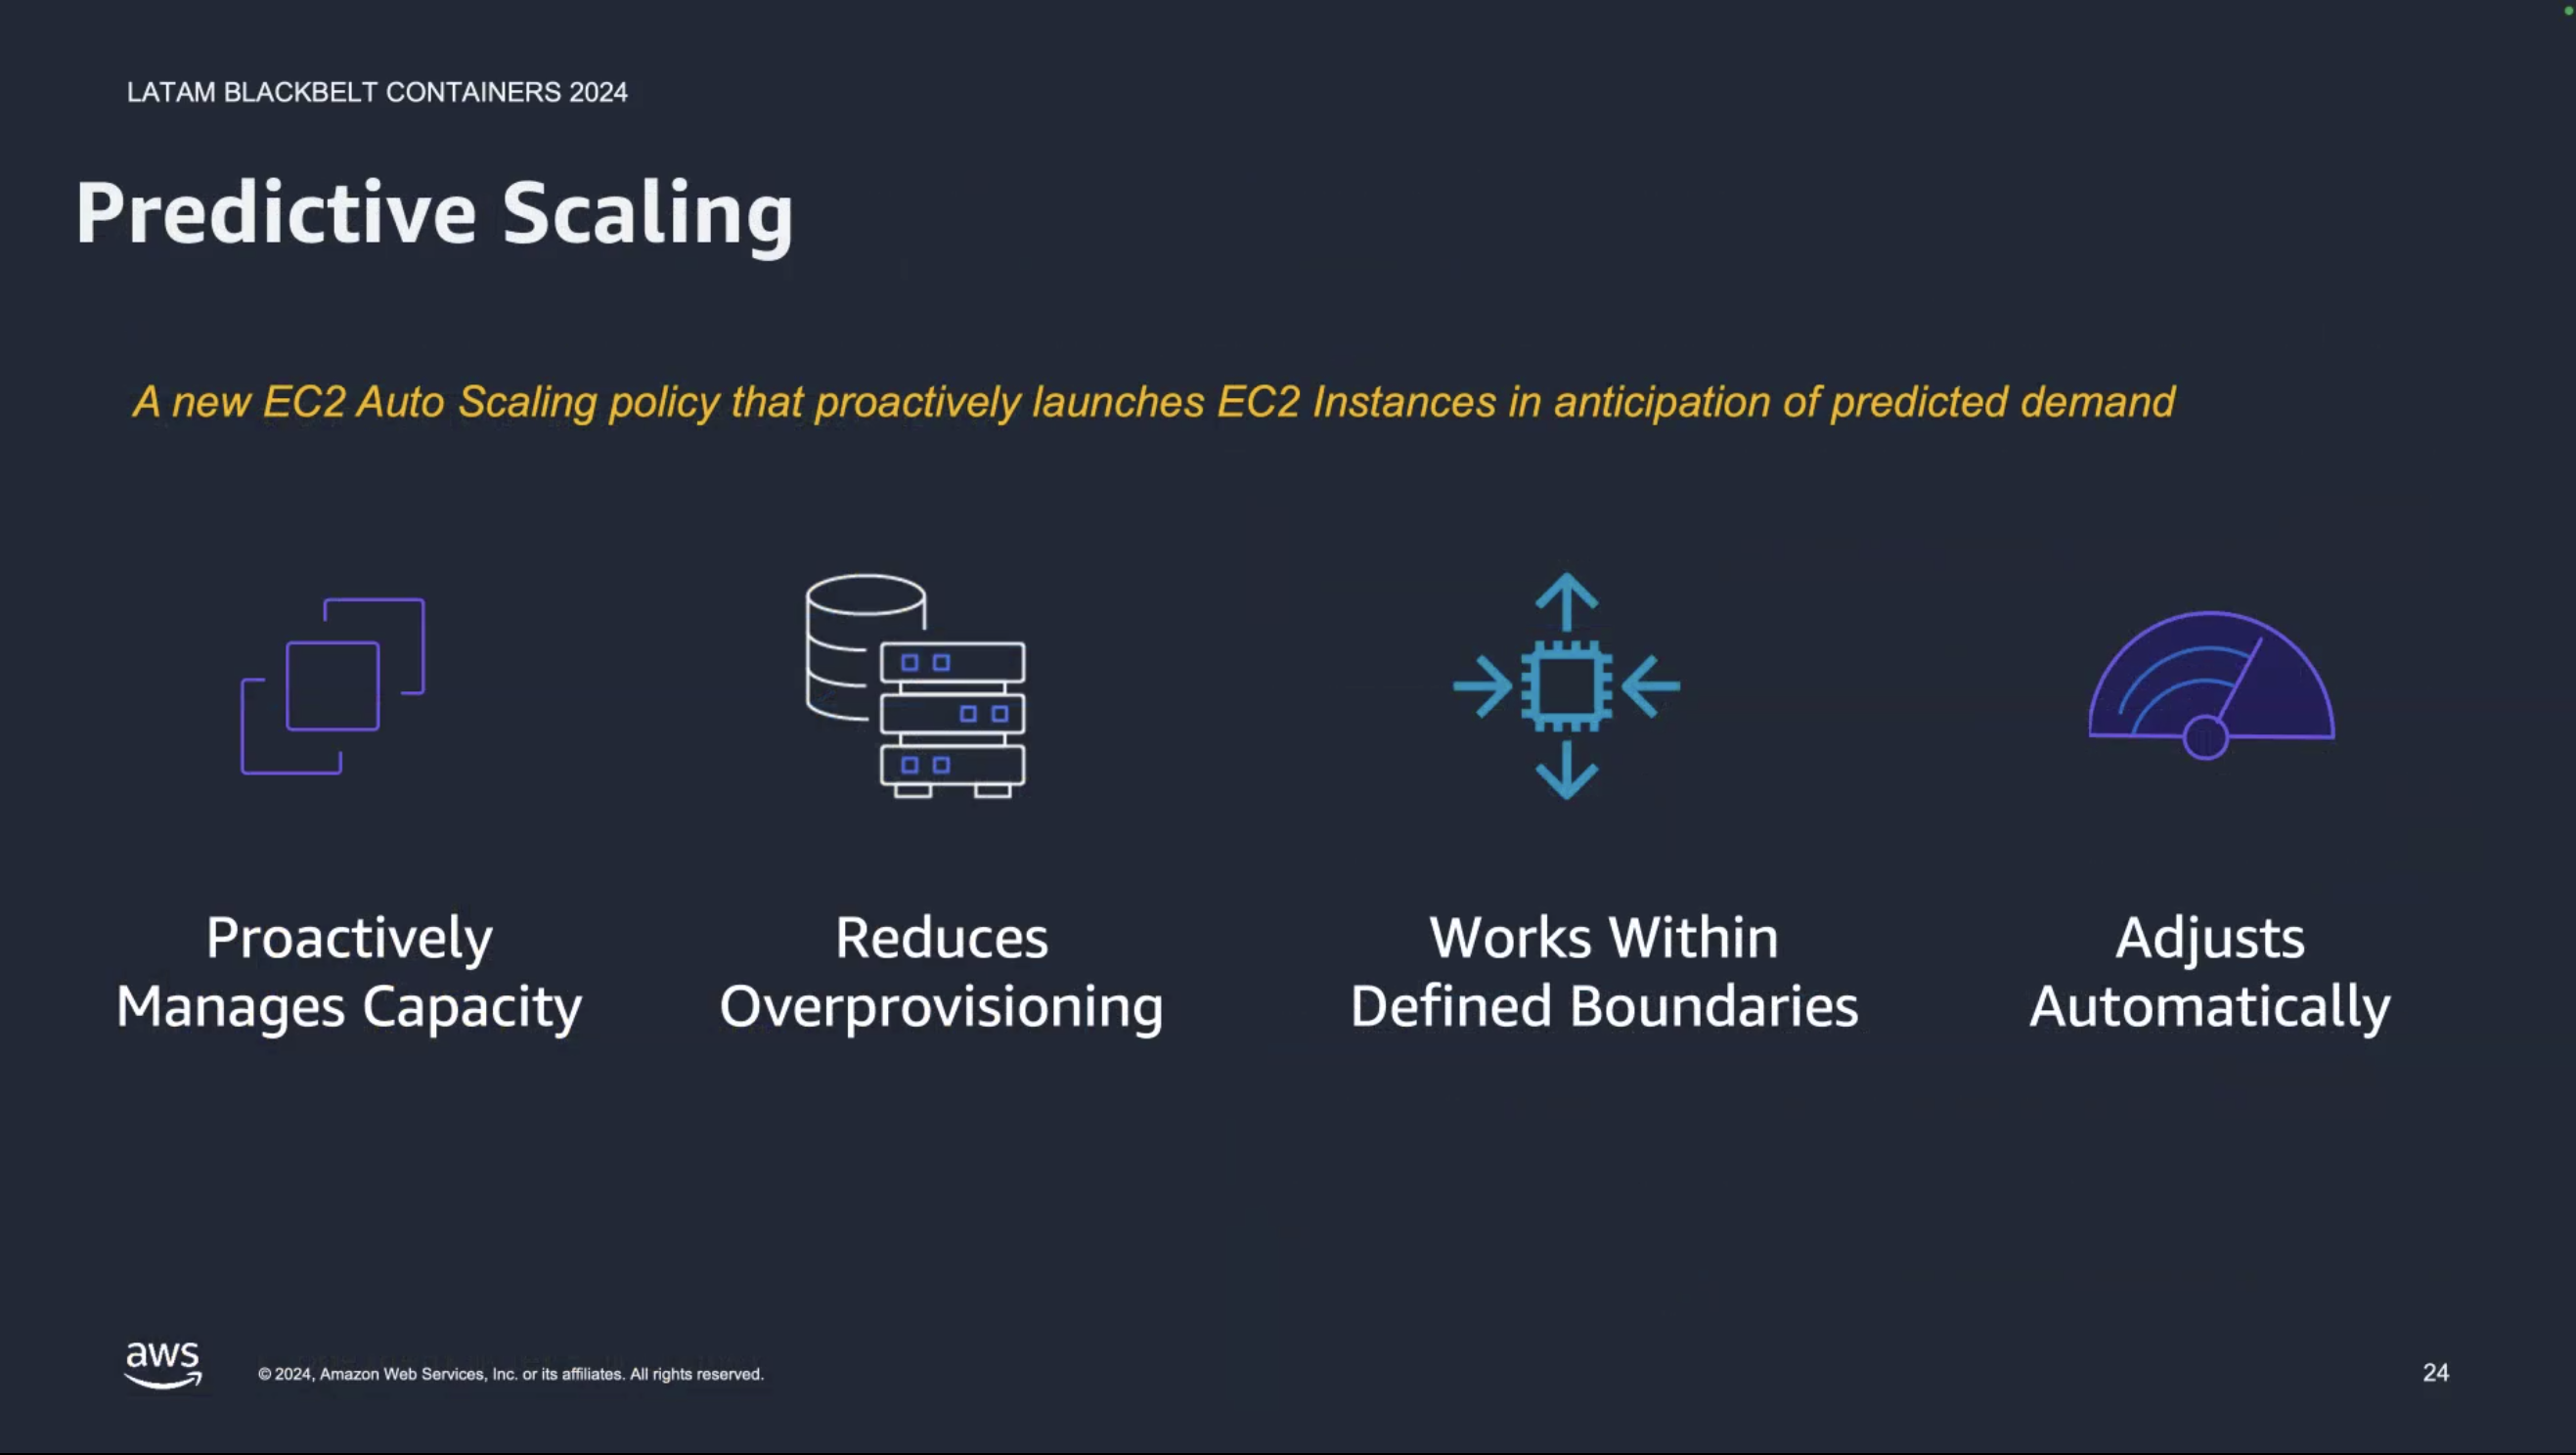 LATAM BLACKBELT CONTAINERS 2024
Predictive Scaling
A new EC2 Auto Scaling policy that proactively launches EC2 Instances in anticipation of predicted demand
Proactively
Manages Capacity
Reduces
Overprovisioning
Works Within
Defined Boundaries
Adjusts
Automatically
aws
© 2024, Amazon Web Services, Inc. or its affiliates. All rights reserved.
24